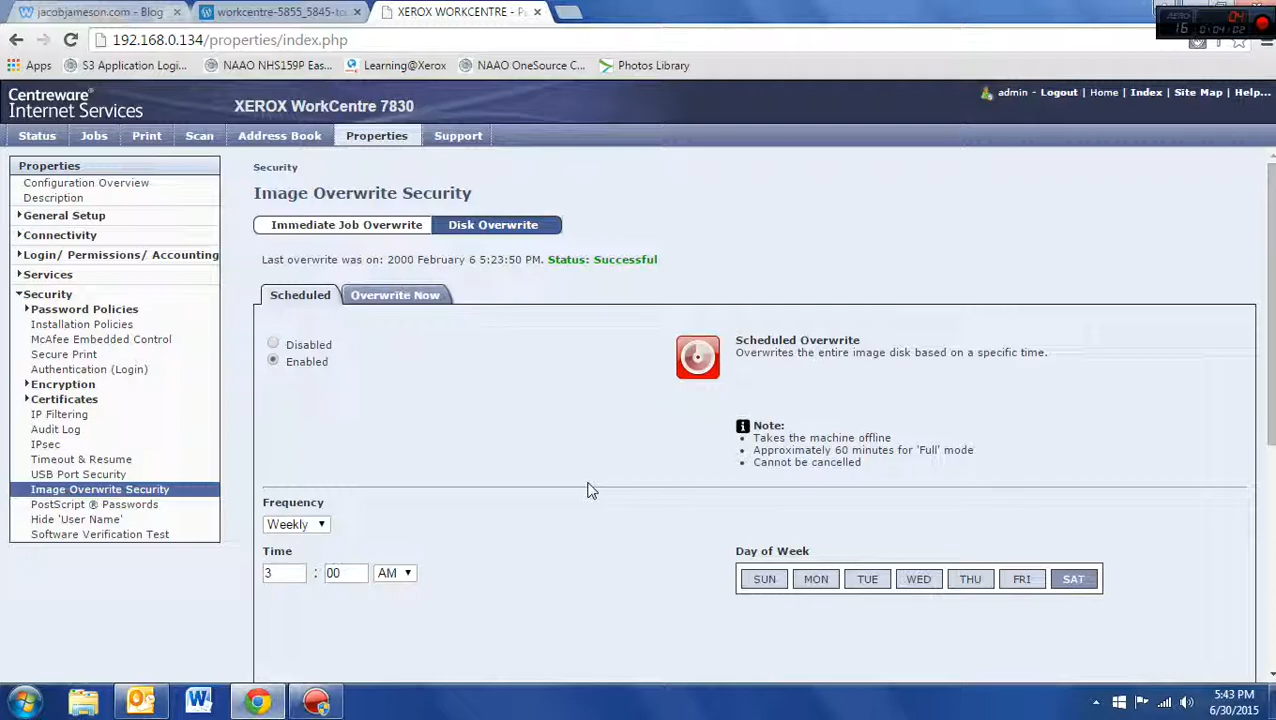 jacobjameson.com - Blog
workcentre-5855_5845-to
XEROX WORKCENTRE - P
192.168.0.134/properties/index.php
Apps
S3 Application Logi...
NAAO NHS159P Eas...
Learning@Xerox
NAAO OneSource C...
Photos Library
Centreware®
Internet Services
XEROX WorkCentre 7830
admin - Logout | Home | Index | Site Map | Help...
Status
Jobs
Print
Scan
Address Book
Properties
Support
Properties
Configuration Overview
Description
General Setup
Connectivity
Login/ Permissions/ Accounting
Services
Security
Password Policies
Installation Policies
McAfee Embedded Control
Secure Print
Authentication (Login)
Encryption
Certificates
IP Filtering
Audit Log
IPsec
Timeout & Resume
USB Port Security
Image Overwrite Security
PostScript ® Passwords
Hide 'User Name'
Software Verification Test
Security
Image Overwrite Security
Immediate Job Overwrite
Disk Overwrite
Last overwrite was on: 2000 February 6 5:23:50 PM. Status: Successful
Scheduled
Overwrite Now
Disabled
Enabled
Scheduled Overwrite
Overwrites the entire image disk based on a specific time.
Note:
Takes the machine offline
Approximately 60 minutes for 'Full' mode
Cannot be cancelled
Frequency
Weekly
Time
3 : 00 AM
Day of Week
SUN MON TUE WED THU FRI SAT
5:43 PM
6/30/2015